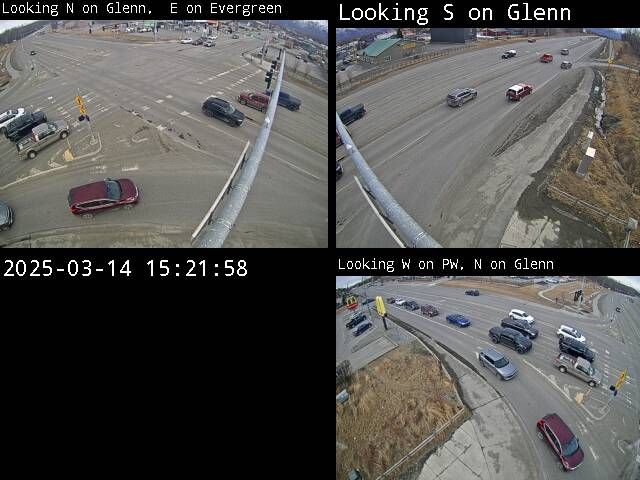 Looking N on Glenn,  E on Evergreen
Looking S on Glenn
2025-03-14 15:21:58
Looking W on PW, N on Glenn